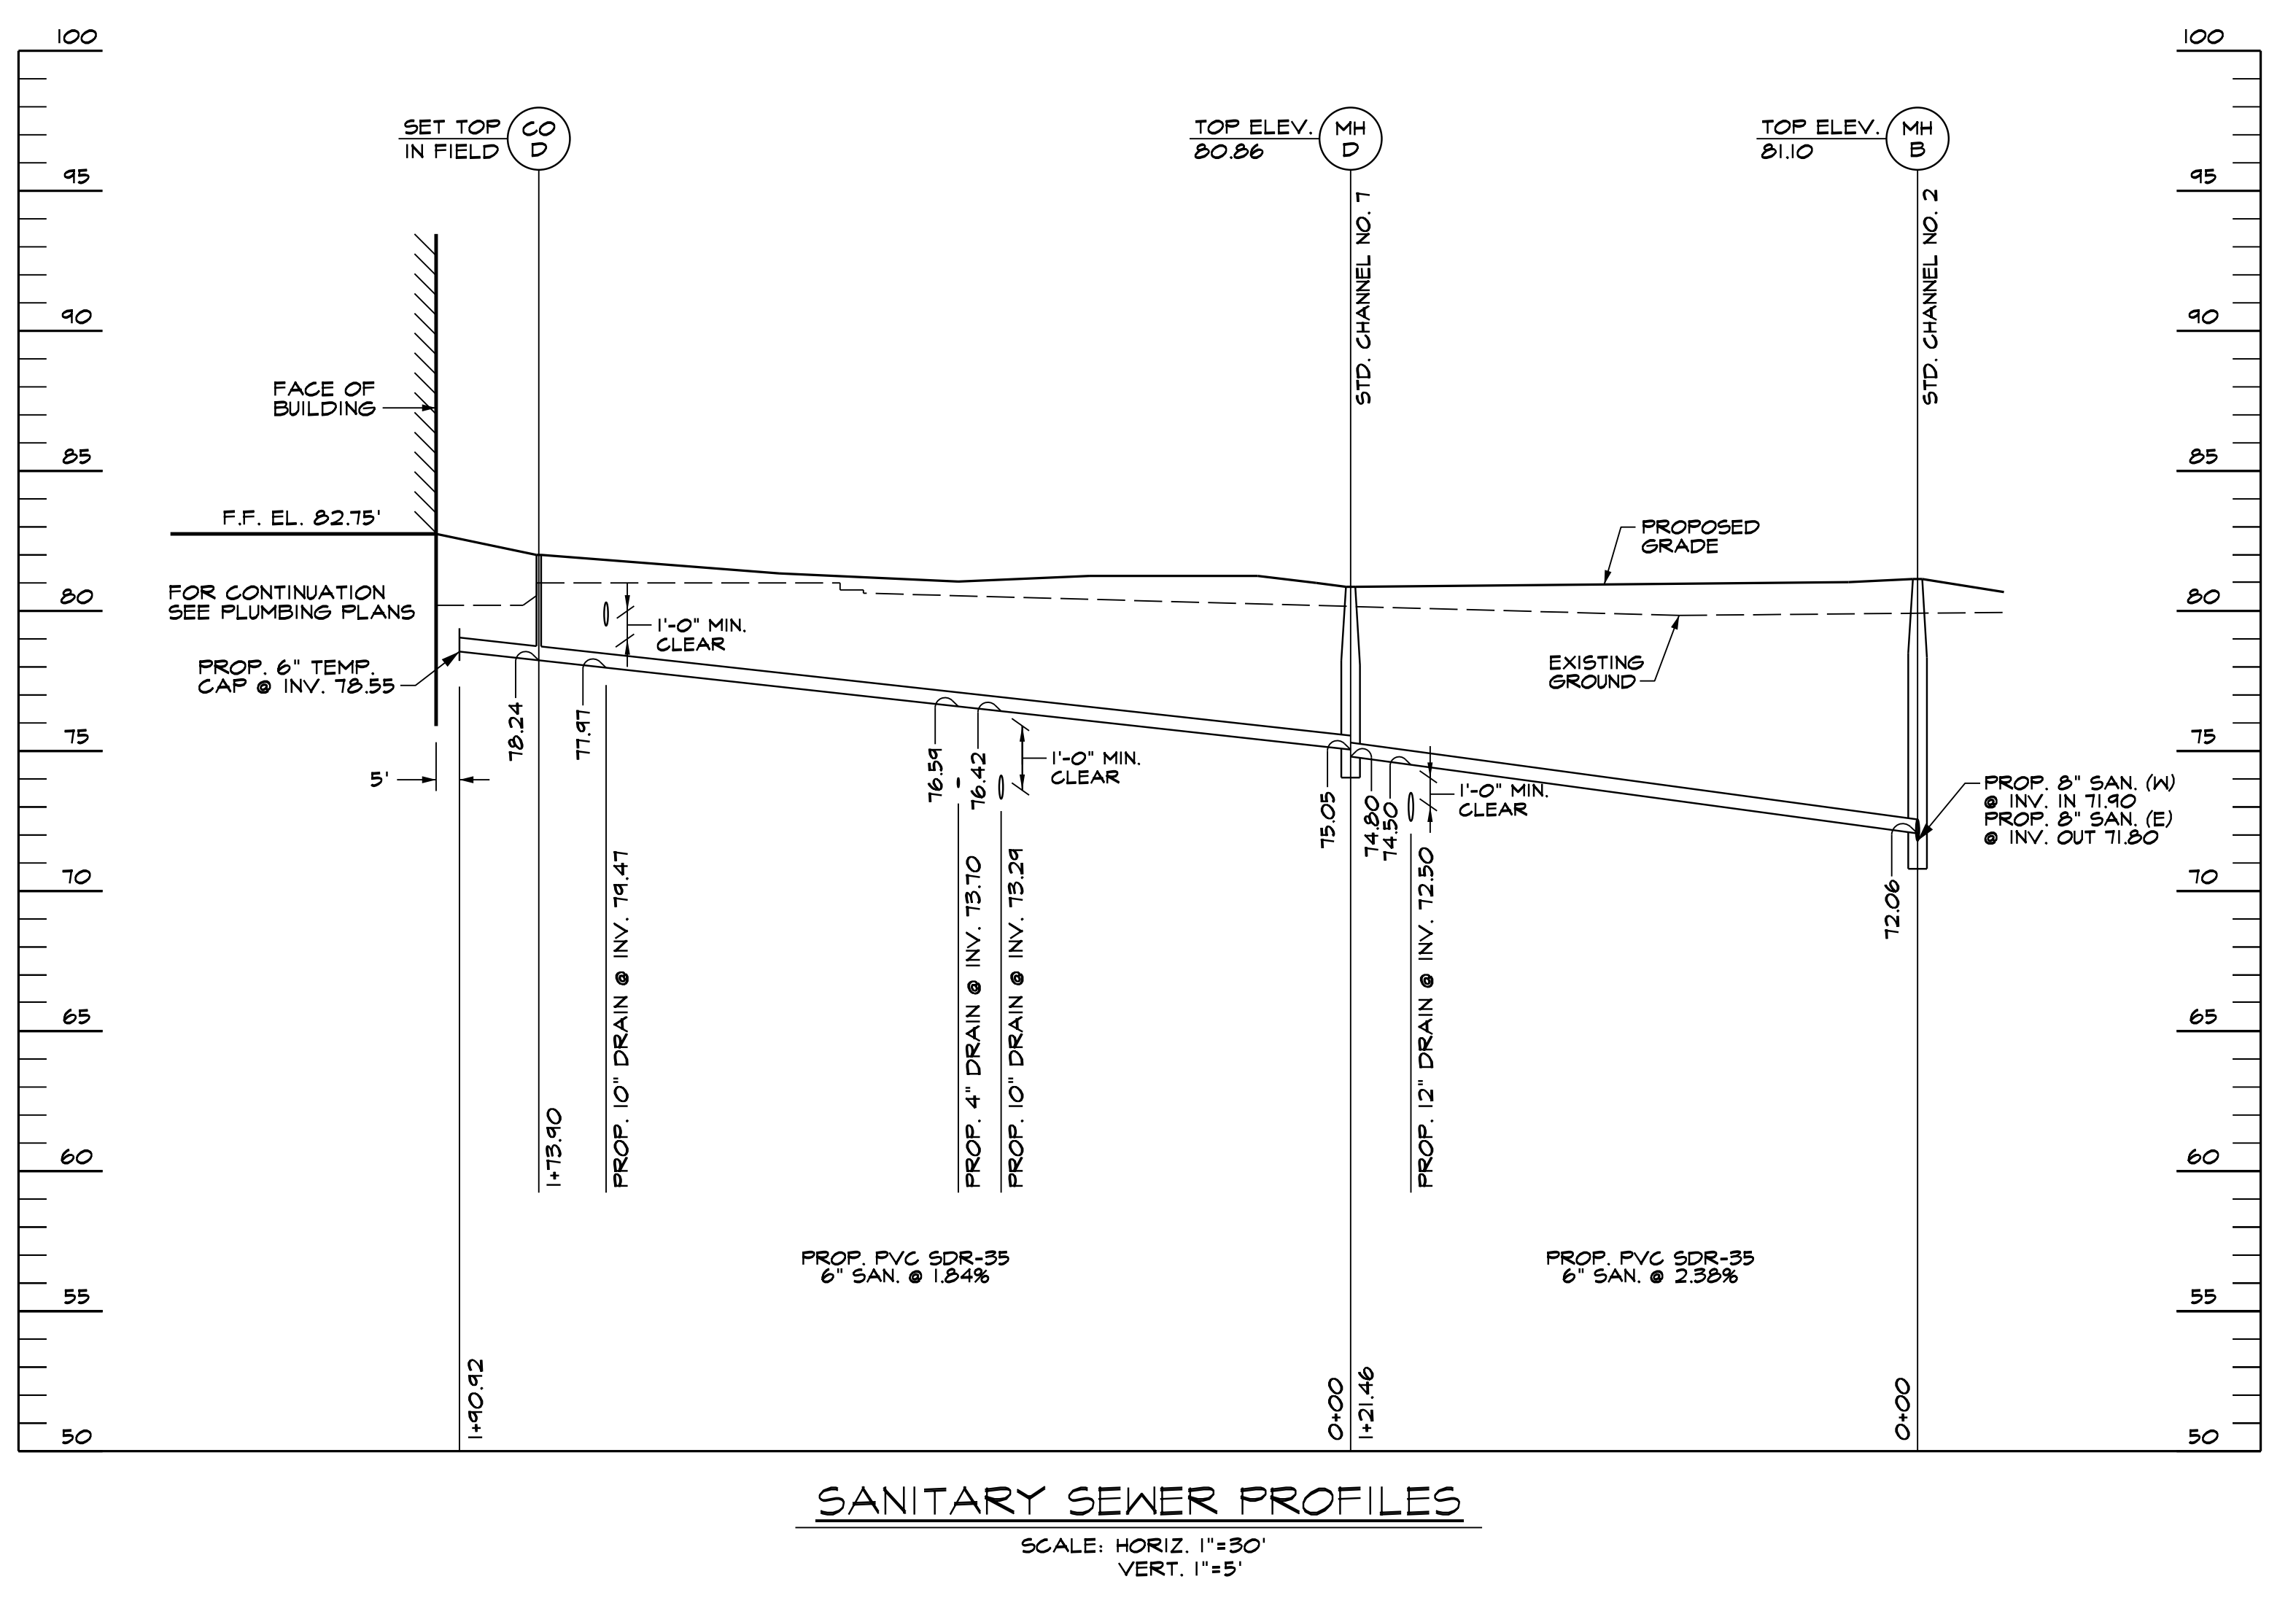 100
95
90
85
80
75
70
65
60
55
50
SET TOP
IN FIELD
CO
D
TOP ELEV.
80.86
MH
D
TOP ELEV.
81.10
MH
B
STD. CHANNEL NO. 7
STD. CHANNEL NO. 2
FACE OF
BUILDING
F.F. EL. 82.75'
FOR CONTINUATION
SEE PLUMBING PLANS
PROP. 6" TEMP.
CAP @ INV. 78.55
5'
1'-0" MIN.
CLEAR
PROPOSED
GRADE
EXISTING
GROUND
78.24
77.97
76.59
76.42
1'-0" MIN.
CLEAR
75.05
74.80
74.50
1'-0" MIN.
CLEAR
72.06
PROP. 8" SAN. (W)
@ INV. IN 71.90
PROP. 8" SAN. (E)
@ INV. OUT 71.80
1+73.90
PROP. 10" DRAIN @ INV. 79.47
PROP. 4" DRAIN @ INV. 73.70
PROP. 10" DRAIN @ INV. 73.29
PROP. 12" DRAIN @ INV. 72.50
PROP. PVC SDR-35
6" SAN. @ 1.84%
PROP. PVC SDR-35
6" SAN. @ 2.38%
1+90.92
0+00
1+21.46
0+00
100
95
90
85
80
75
70
65
60
55
50
SANITARY SEWER PROFILES
SCALE: HORIZ. 1"=30'
VERT. 1"=5'